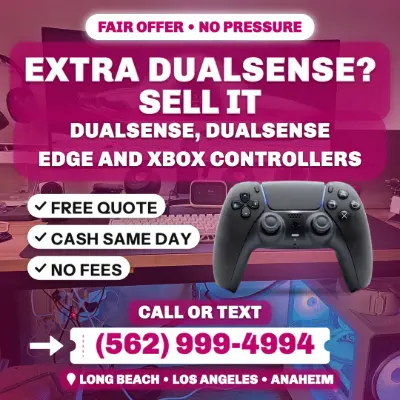 FAIR OFFER • NO PRESSURE
EXTRA DUALSENSE?
SELL IT
DUALSENSE, DUALSENSE
EDGE AND XBOX CONTROLLERS
FREE QUOTE
CASH SAME DAY
NO FEES
CALL OR TEXT
(562) 999-4994
LONG BEACH • LOS ANGELES • ANAHEIM